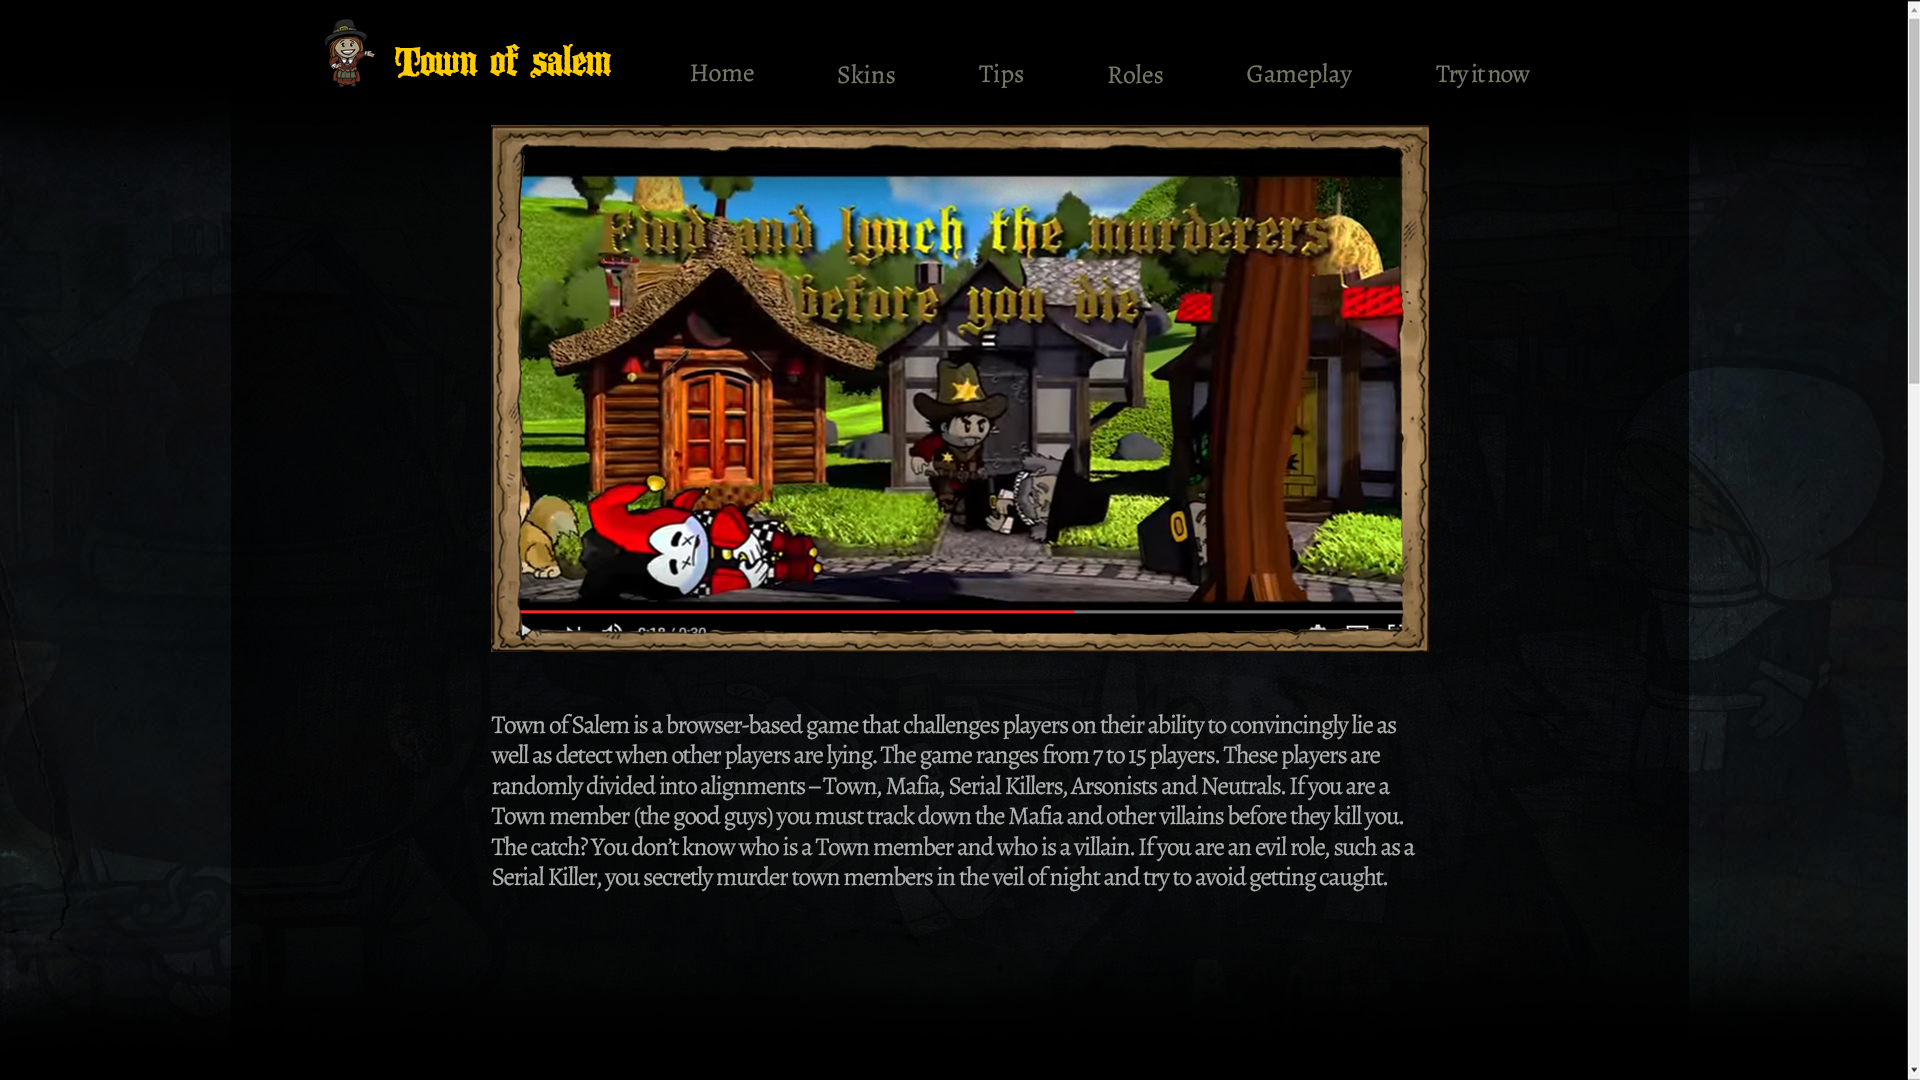 Town of salem
Home
Skins
Tips
Roles
Gameplay
Try it now
Find and lynch the murderers
before you die
0:18 / 0:30
Town of Salem is a browser-based game that challenges players on their ability to convincingly lie as
well as detect when other players are lying. The game ranges from 7 to 15 players. These players are
randomly divided into alignments – Town, Mafia, Serial Killers, Arsonists and Neutrals. If you are a
Town member (the good guys) you must track down the Mafia and other villains before they kill you.
The catch? You don’t know who is a Town member and who is a villain. If you are an evil role, such as a
Serial Killer, you secretly murder town members in the veil of night and try to avoid getting caught.